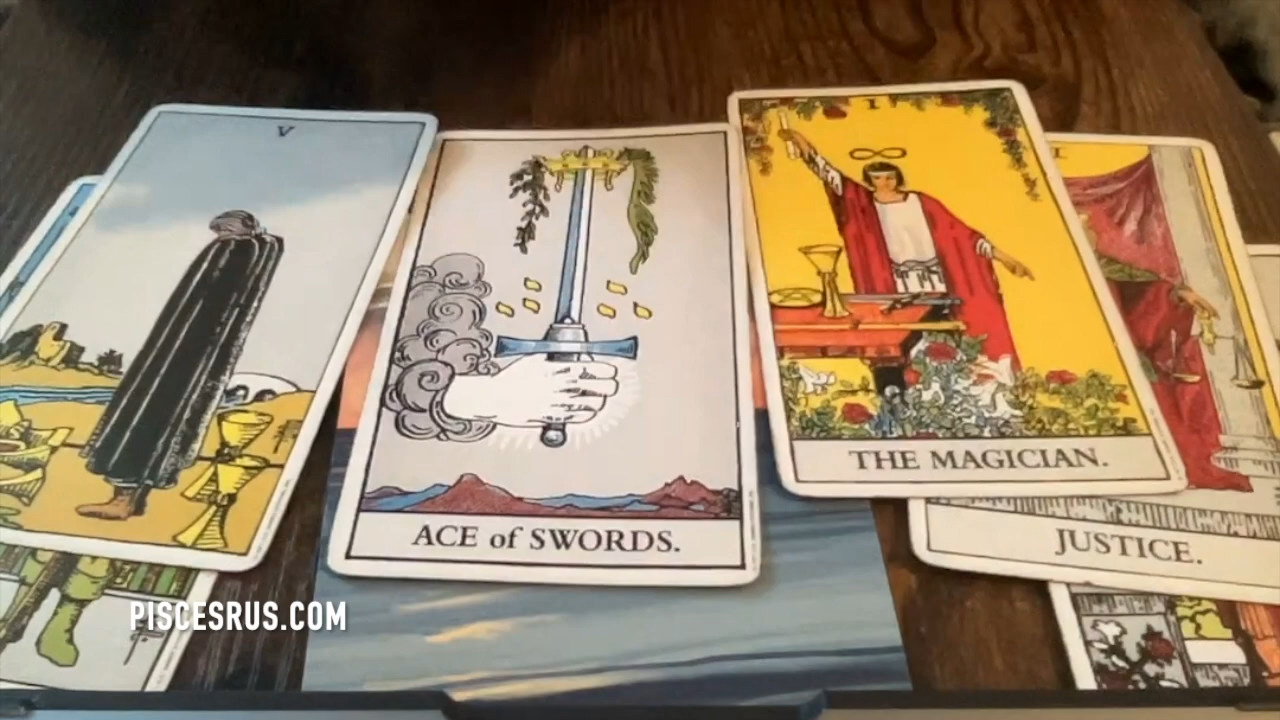 V
ACE of SWORDS.
I
THE MAGICIAN.
I
JUSTICE.
PISCESRUS.COM